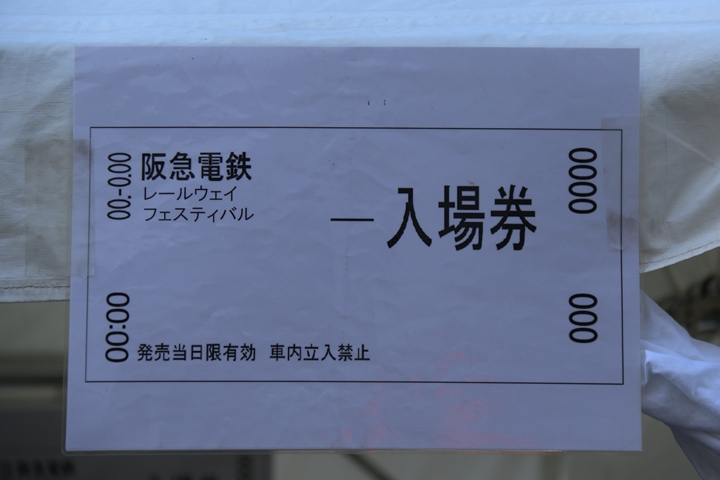 00.-0.00
阪急電鉄
レールウェイ
フェスティバル
— 入場券
0000
00:00
発売当日限有効 車内立入禁止
000